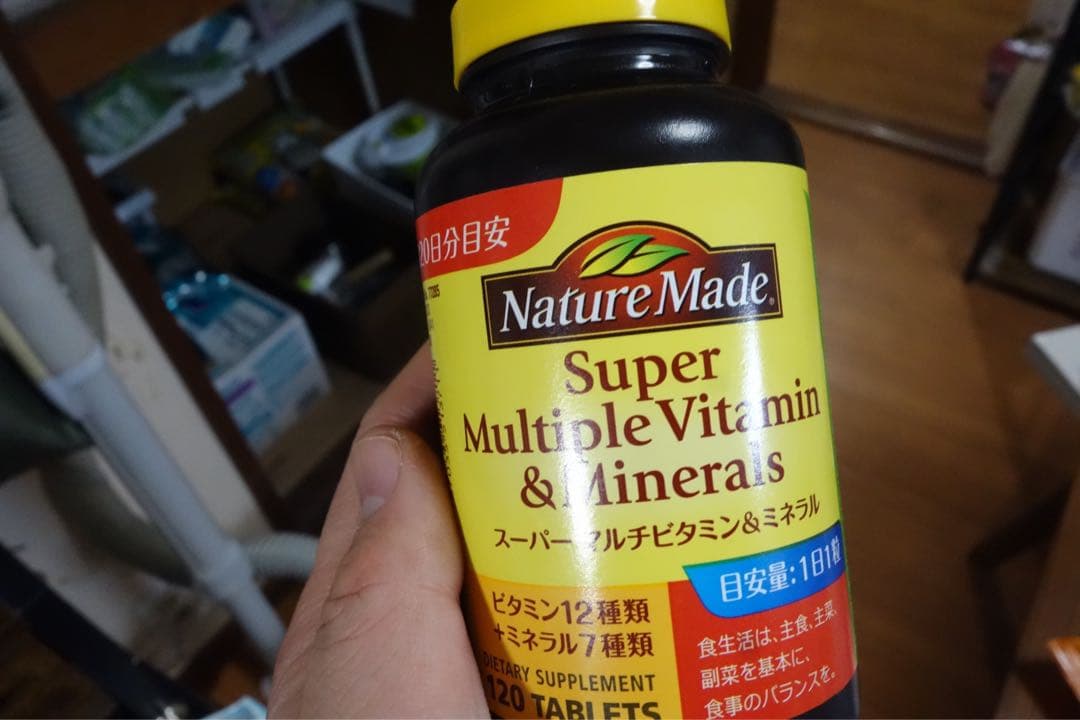 20日分目安
Nature Made®
Super
Multiple Vitamin
& Minerals
スーパーマルチビタミン&ミネラル
目安量:1日1粒
ビタミン12種類
+ミネラル7種類
DIETARY SUPPLEMENT
120 TABLETS
食生活は、主食、主菜、
副菜を基本に、
食事のバランスを。